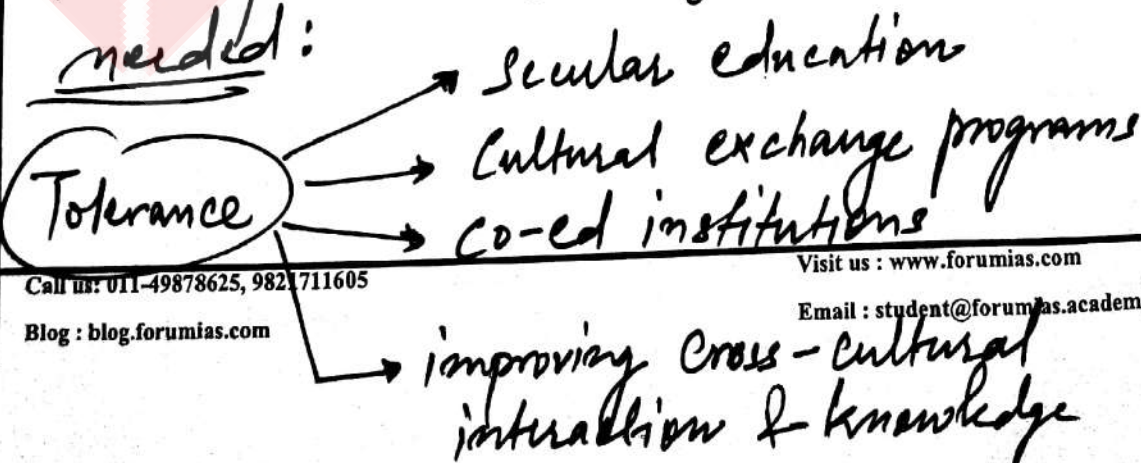 needed:
Secular education
Cultural exchange programs
Tolerance
co-ed institutions
Call us: 011-49878625, 9821711605
Visit us : www.forumias.com
Blog : blog.forumias.com
Email : student@forumias.academ
improving cross-cultural
interaction & knowledge